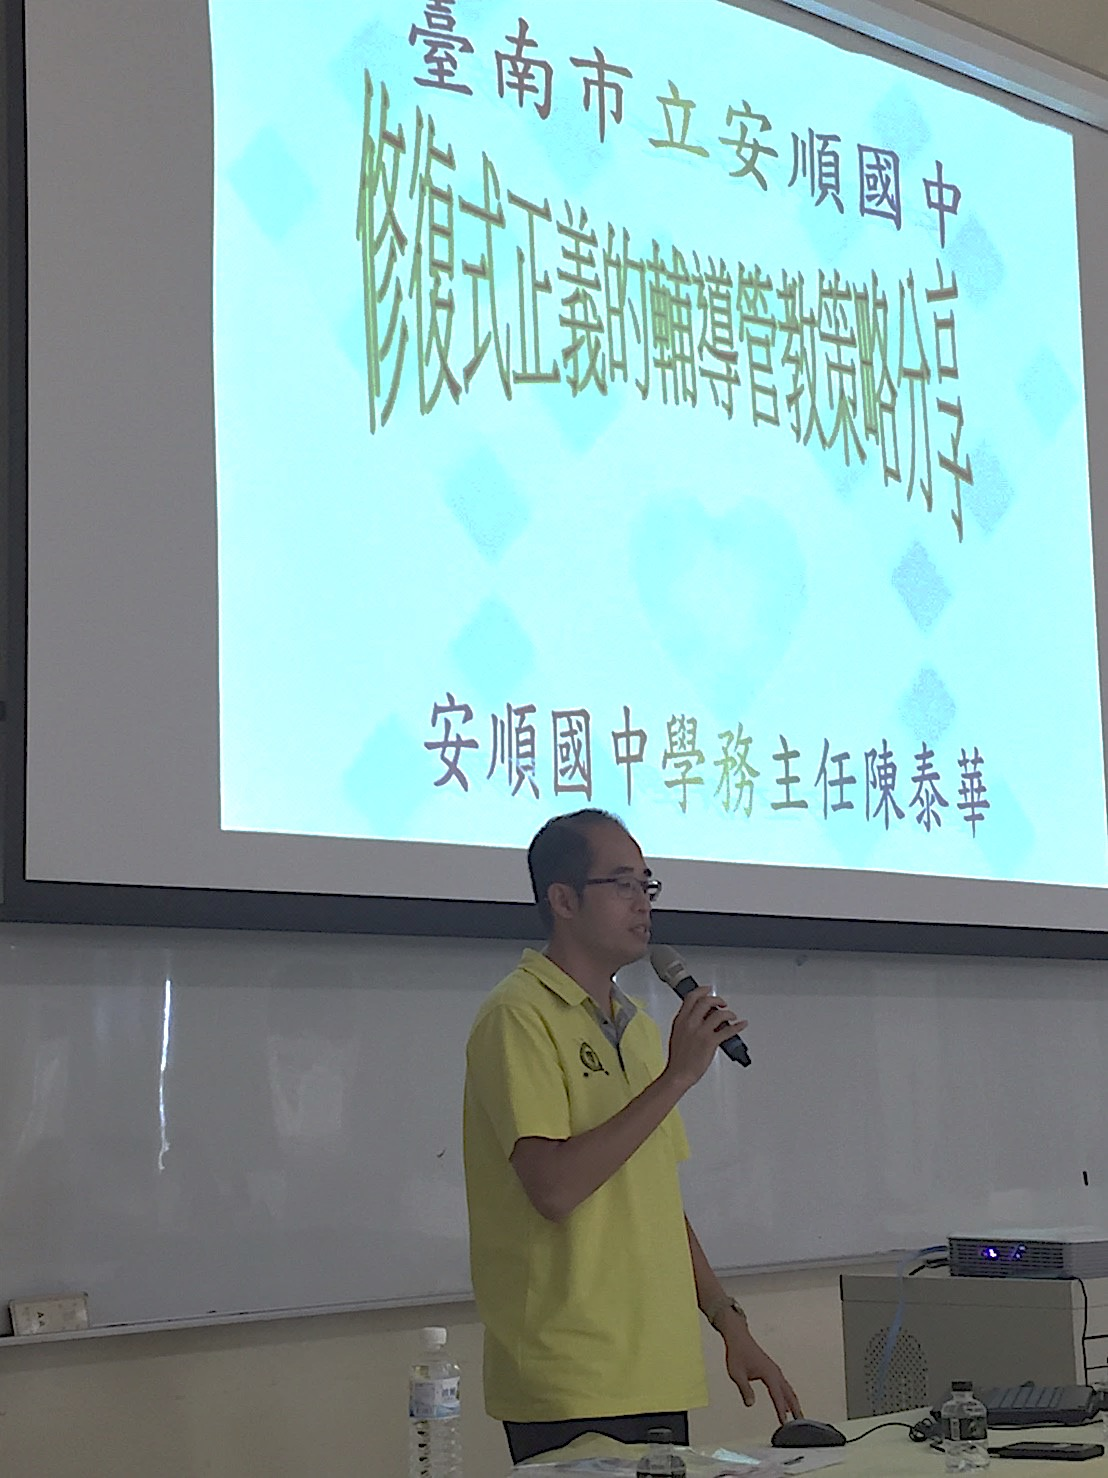 臺南市立安順國中
修復式正義的輔導管教策略分享
安順國中學務主任陳泰華